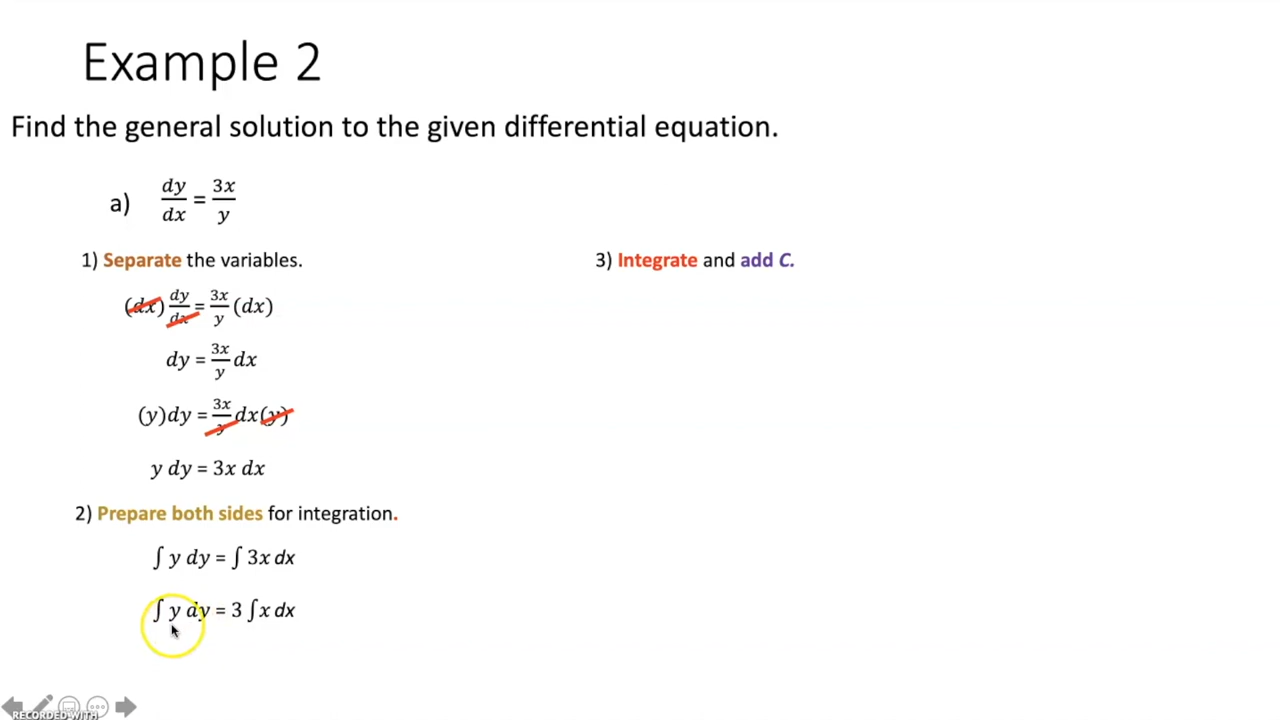 Example 2
Find the general solution to the given differential equation.
a) dy/dx = 3x/y
1) Separate the variables.
(dx) dy/dx = 3x/y (dx)
dy = 3x/y dx
(y)dy = 3x/y dx(y)
y dy = 3x dx
2) Prepare both sides for integration.
∫ y dy = ∫ 3x dx
∫ y dy = 3 ∫ x dx
3) Integrate and add C.
RECORDED WITH